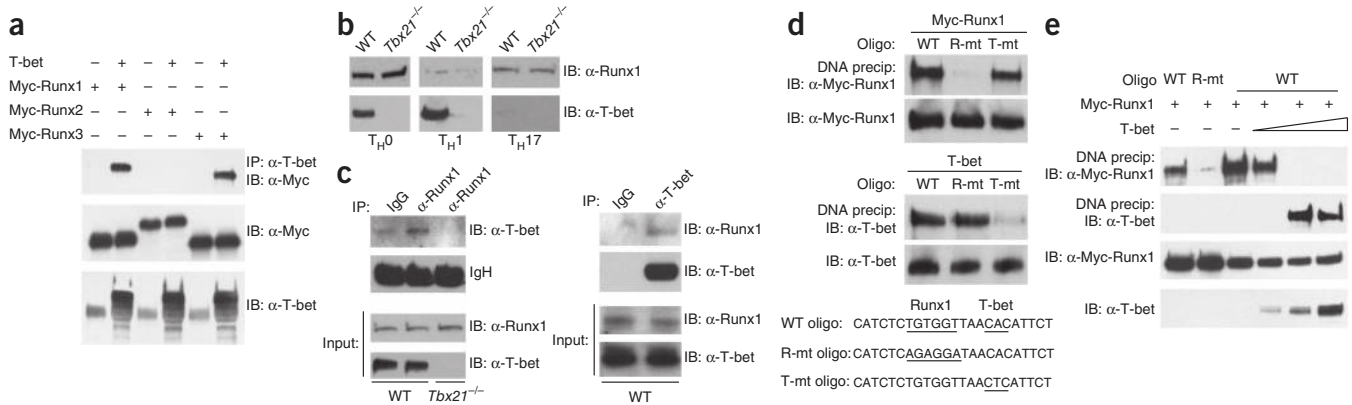 a
T-bet – + – + – +
Myc-Runx1 + + – – – –
Myc-Runx2 – – + + – –
Myc-Runx3 – – – – + +
IP: α-T-bet
IB: α-Myc
IB: α-Myc
IB: α-T-bet
b
WT Tbx21–/– WT Tbx21–/– WT Tbx21–/–
IB: α-Runx1
IB: α-T-bet
TH0 TH1 TH17
c
IP: IgG α-Runx1 α-Runx1
IB: α-T-bet
IgH
Input:
IB: α-Runx1
IB: α-T-bet
WT Tbx21–/–
IP: IgG α-T-bet
IB: α-Runx1
IB: α-T-bet
Input:
IB: α-Runx1
IB: α-T-bet
WT
d
Myc-Runx1
Oligo: WT R-mt T-mt
DNA precip:
IB: α-Myc-Runx1
IB: α-Myc-Runx1
T-bet
Oligo: WT R-mt T-mt
DNA precip:
IB: α-T-bet
IB: α-T-bet
Runx1 T-bet
WT oligo: CATCTCTGTGGTTAACACATTCT
R-mt oligo: CATCTCAGAGGATAACACATTCT
T-mt oligo: CATCTCTGTGGTTAACTCATTCT
e
Oligo WT R-mt WT
Myc-Runx1 + + + + + +
T-bet – – –
DNA precip:
IB: α-Myc-Runx1
DNA precip:
IB: α-T-bet
IB: α-Myc-Runx1
IB: α-T-bet